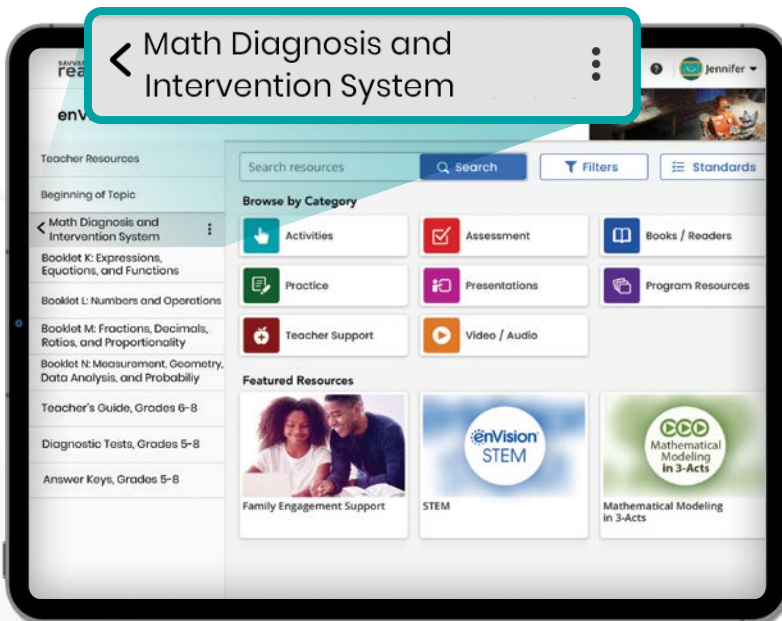 Math Diagnosis and
Intervention System
SAVVAS
rea
Jennifer
enV
Teacher Resources
Beginning of Topic
Math Diagnosis and
Intervention System
Booklet K: Expressions,
Equations, and Functions
Booklet L: Numbers and Operations
Booklet M: Fractions, Decimals,
Ratios, and Proportionality
Booklet N: Measurement, Geometry,
Data Analysis, and Probabiliy
Teacher's Guide, Grades 6-8
Diagnostic Tests, Grades 5-8
Answer Keys, Grades 5-8
Search resources
Search
Filters
Standards
Browse by Category
Activities
Assessment
Books / Readers
Practice
Presentations
Program Resources
Teacher Support
Video / Audio
Featured Resources
enVision
STEM
Mathematical
Modeling
in 3-Acts
Family Engagement Support
STEM
Mathematical Modeling
in 3-Acts